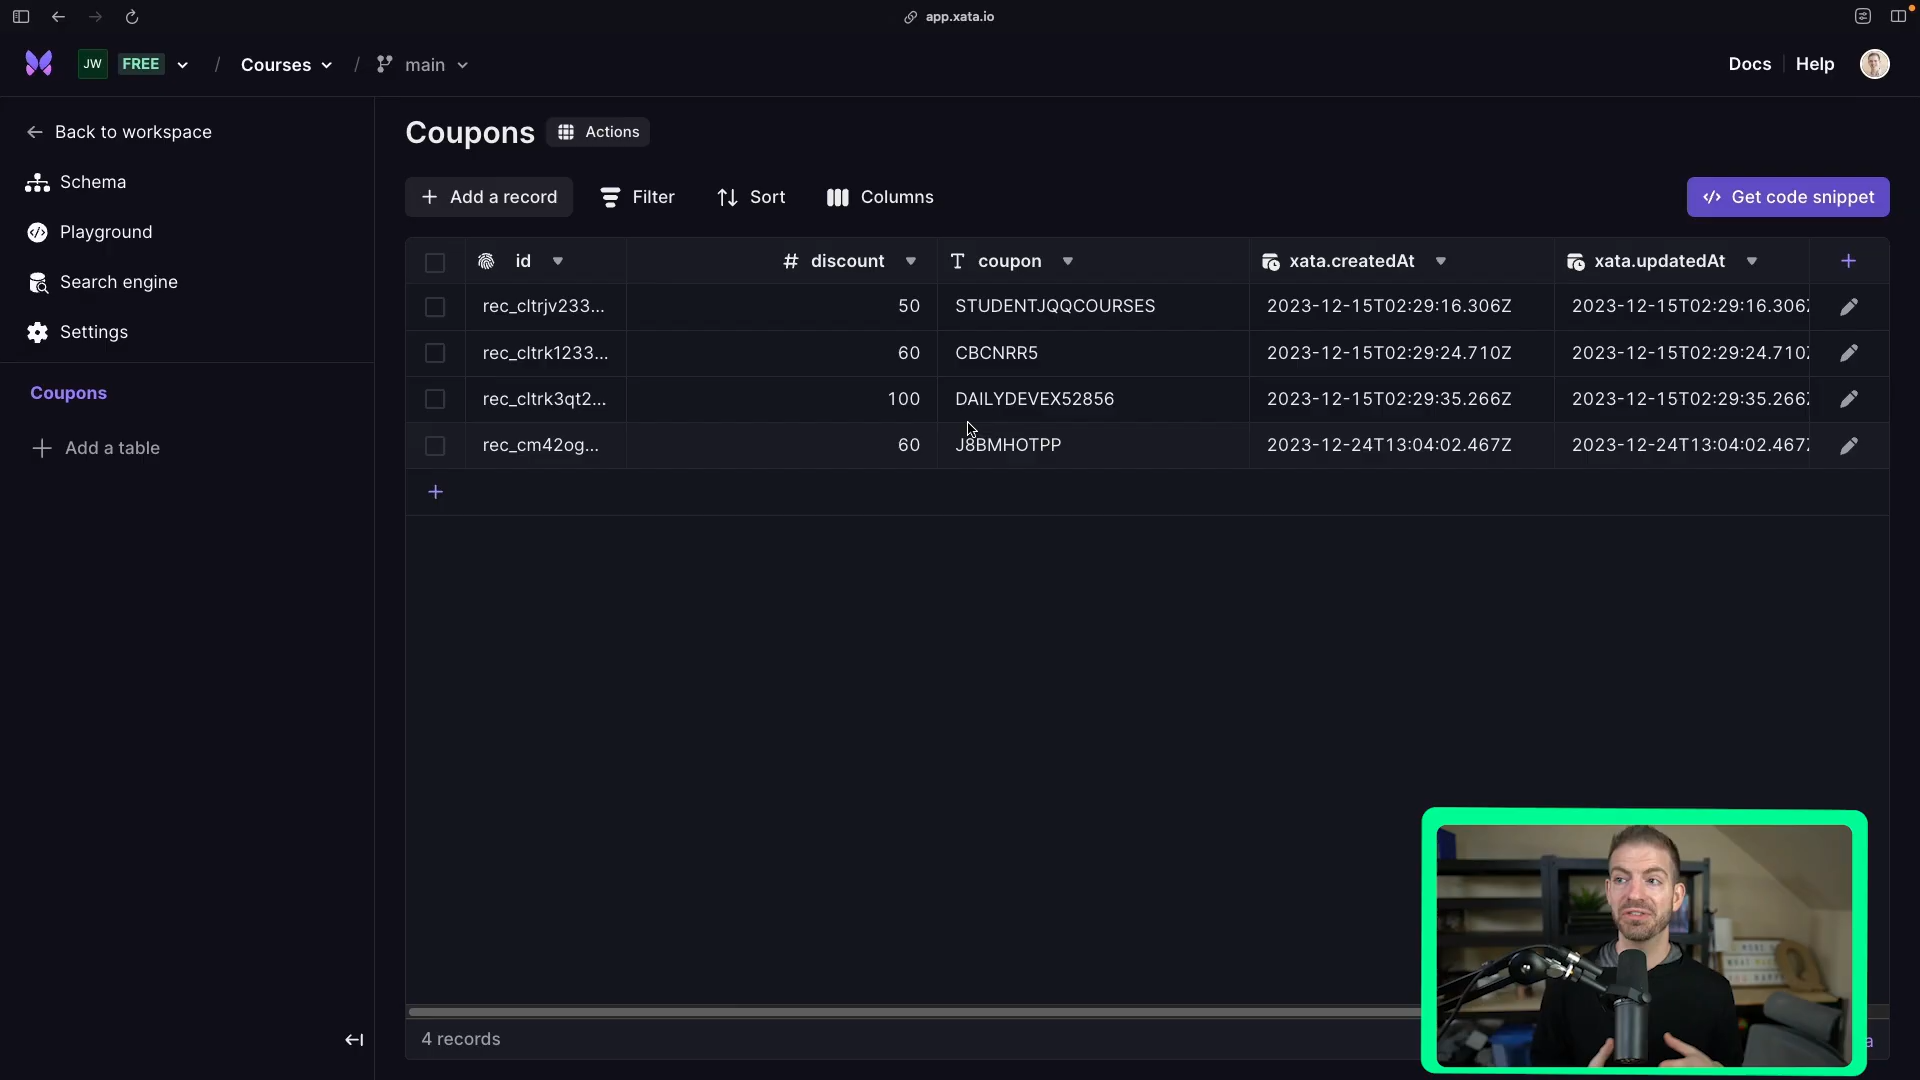 app.xata.io
JW FREE / Courses / main Docs Help
Back to workspace
Schema
Playground
Search engine
Settings
Coupons
Add a table
Coupons Actions
Add a record Filter Sort Columns Get code snippet
id discount coupon xata.createdAt xata.updatedAt
rec_cltrjv233... 50 STUDENTJQQCOURSES 2023-12-15T02:29:16.306Z 2023-12-15T02:29:16.306Z
rec_cltrk1233... 60 CBCNRR5 2023-12-15T02:29:24.710Z 2023-12-15T02:29:24.710Z
rec_cltrk3qt2... 100 DAILYDEVEX52856 2023-12-15T02:29:35.266Z 2023-12-15T02:29:35.266Z
rec_cm42og... 60 J8BMHOTPP 2023-12-24T13:04:02.467Z 2023-12-24T13:04:02.467Z
4 records